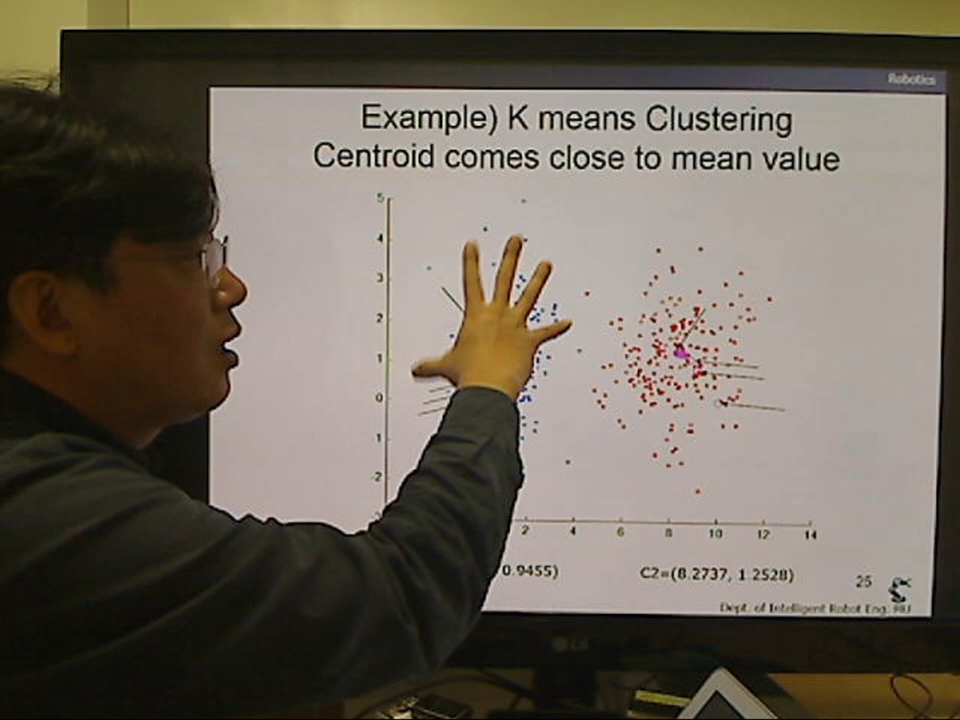 Robotics
Example) K means Clustering
Centroid comes close to mean value
5
4
3
2
1
0
1
-2
2 4 6 8 10 12 14
0.9455) C2=(8.2737, 1.2528)
25
Dept. of Intelligent Robot Eng. MU
LG